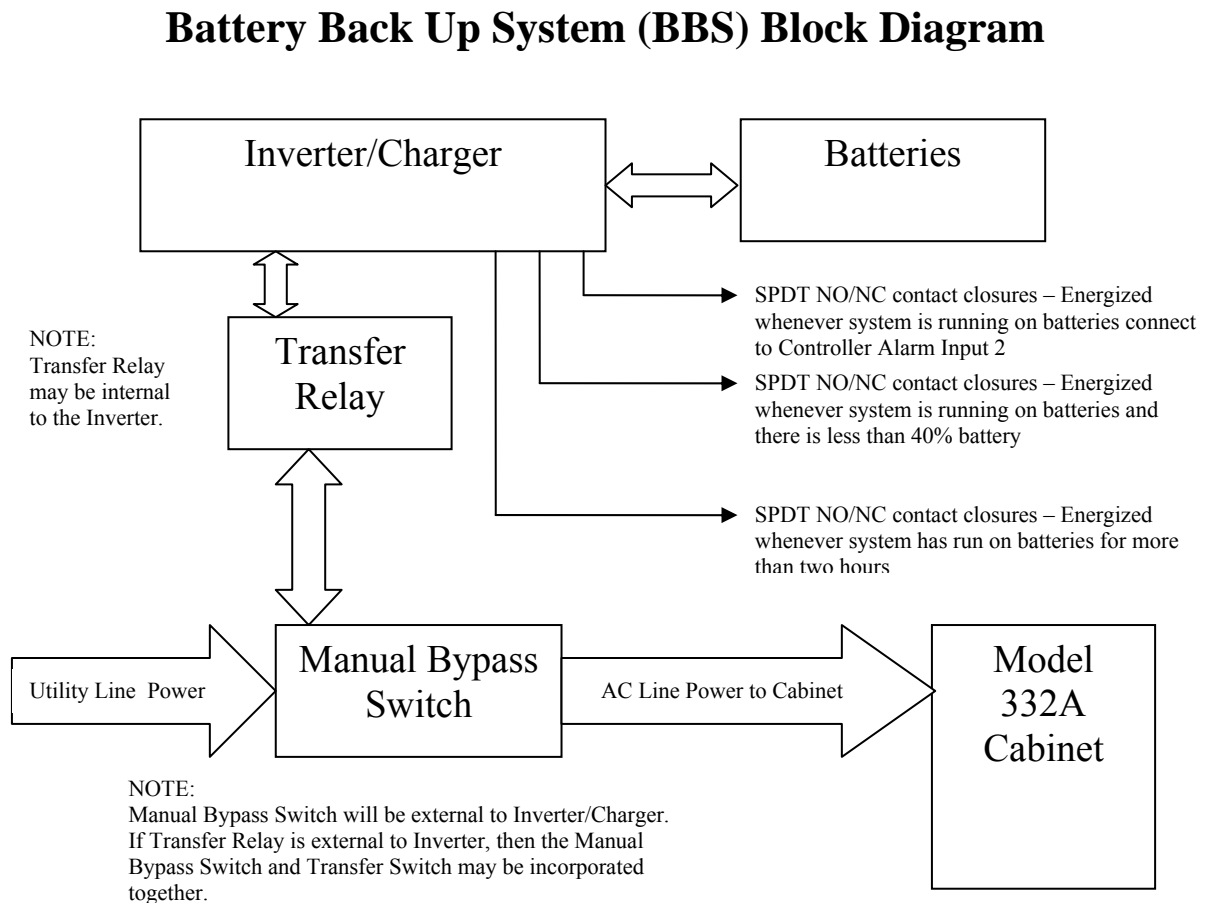 Battery Back Up System (BBS) Block Diagram
Inverter/Charger
Batteries
SPDT NO/NC contact closures – Energized
whenever system is running on batteries connect
to Controller Alarm Input 2
NOTE:
Transfer Relay
may be internal
to the Inverter.
Transfer
Relay
SPDT NO/NC contact closures – Energized
whenever system is running on batteries and
there is less than 40% battery
SPDT NO/NC contact closures – Energized
whenever system has run on batteries for more
than two hours
Utility Line Power
Manual Bypass
Switch
AC Line Power to Cabinet
Model
332A
Cabinet
NOTE:
Manual Bypass Switch will be external to Inverter/Charger.
If Transfer Relay is external to Inverter, then the Manual
Bypass Switch and Transfer Switch may be incorporated
together.